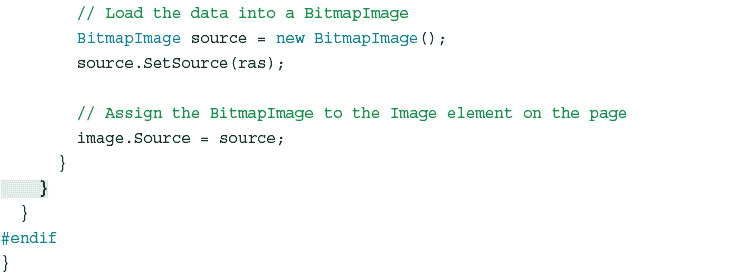 // Load the data into a BitmapImage
BitmapImage source = new BitmapImage();
source.SetSource(ras);
// Assign the BitmapImage to the Image element on the page
image.Source = source;
}
}
}
#endif
}